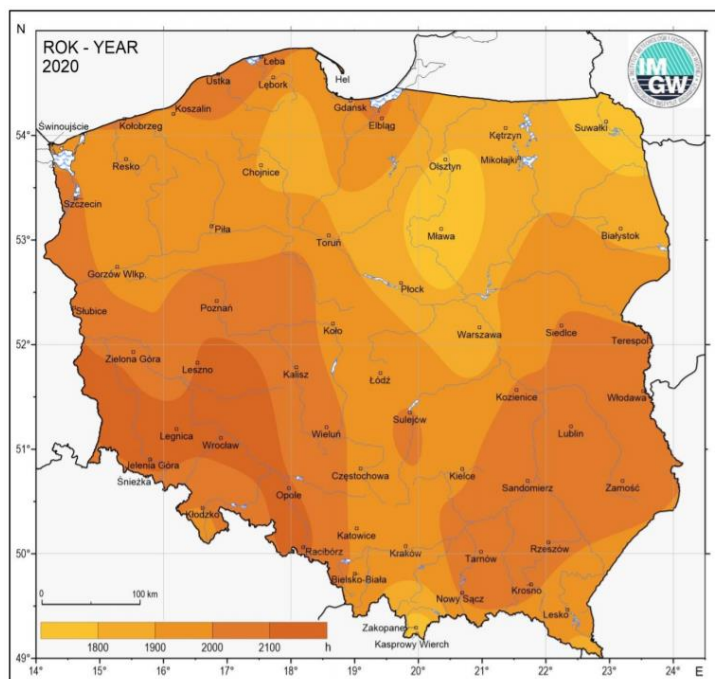 N
ROK - YEAR
2020
IMGW
Łeba
Ustka
Lębork
Hel
Koszalin
Gdańsk
Kołobrzeg
Elbląg
Świnoujście
Kętrzyn
Suwałki
54°
Resko
Chojnice
Olsztyn
Mikołajki
Szczecin
Piła
Toruń
Mława
Białystok
53°
Gorzów Wlkp.
Płock
Słubice
Poznań
Koło
Warszawa
Siedlce
Terespol
52°
Zielona Góra
Leszno
Kalisz
Łódź
Kozienice
Włodawa
Sulejów
Legnica
Wrocław
Wieluń
Lublin
51°
Jelenia Góra
Śnieżka
Opole
Częstochowa
Kielce
Sandomierz
Zamość
Kłodzko
Katowice
Racibórz
Kraków
Tarnów
Rzeszów
50°
Bielsko-Biała
Nowy Sącz
Krosno
Lesko
0 100 km
Zakopane
Kasprowy Wierch
1800 1900 2000 2100 h
49°
14° 15° 16° 17° 18° 19° 20° 21° 22° 23° 24° E